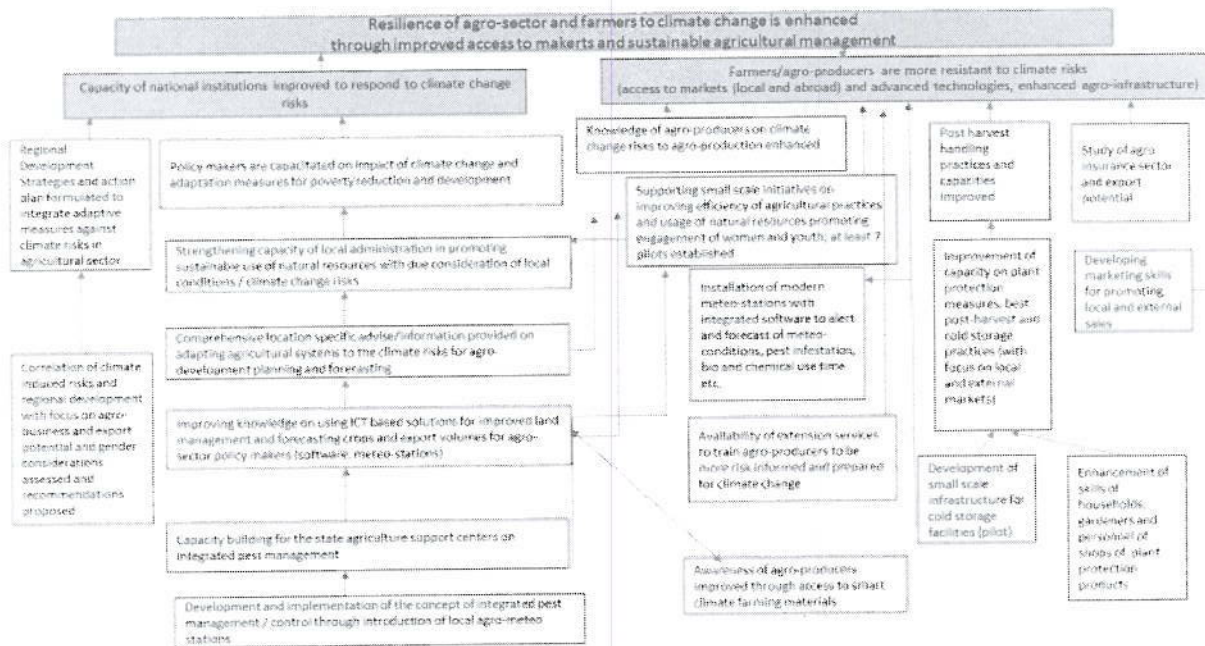 Resilience of agro-sector and farmers to climate change is enhanced
through improved access to makerts and sustainable agricultural management
Capacity of national institutions improved to respond to climate change
risks
Farmers/agro-producers are more resistant to climate risks
(access to markets (local and abroad) and advanced technologies, enhanced agro-infrastructure)
Regional
Development
Strategies and action
plan formulated to
integrate adaptive
measures against
climate risks in
agricultural sector
Correlation of climate
induced risks and
regional development
with focus on agro-
business and export
potential and gender
considerations
assessed and
recommendations
proposed
Policy makers are capacitated on impact of climate change and
adaptation measures for poverty reduction and development
Strengthening capacity of local administration in promoting
sustainable use of natural resources with due consideration of local
conditions / climate change risks
Comprehensive location specific advise/information provided on
adapting agricultural systems to the climate risks for agro-
development planning and forecasting
Improving knowledge on using ICT based solutions for improved land
management and forecasting crops and export volumes for agro-
sector policy makers (software, meteo-stations)
Capacity building for the state agriculture support centers on
integrated pest management
Development and implementation of the concept of integrated pest
management / control through introduction of local agro-meteo
stations
Knowledge of agro-producers on climate
change risks to agro-production enhanced
Supporting small scale initiatives on
improving efficiency of agricultural practices
and usage of natural resources promoting
engagement of women and youth; at least 7
pilots established
Installation of modern
meteo-stations with
integrated software to alert
and forecast of meteo-
conditions, pest infestation,
bio and chemical use time
etc.
Availability of extension services
to train agro-producers to be
more risk informed and prepared
for climate change
Awareness of agro-producers
improved through access to smart
climate farming materials
Post harvest
handling
practices and
capacities
improved
Improvement of
capacity on plant
protection
measures, best
post-harvest and
cold storage
practices (with
focus on local
and external
markets)
Development of
small scale
infrastructure for
cold storage
facilities (pilot)
Study of agro
insurance sector
and export
potential
Developing
marketing skills
for promoting
local and external
sales
Enhancement of
skills of
households,
gardeners and
personnel of
shops of plant
protection
products